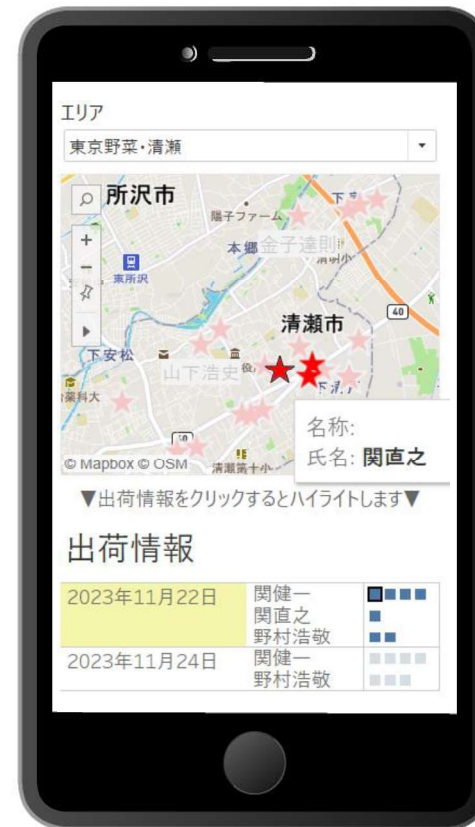 エリア
東京野菜・清瀬
所沢市
陽子ファーム
本郷
金子達則
東所沢
40
清瀬市
下安松
山下浩史
薬科大
名称:
氏名: 関直之
© Mapbox © OSM
清瀬第十小
▼出荷情報をクリックするとハイライトします▼
出荷情報
2023年11月22日 関健一
関直之
野村浩敬
2023年11月24日 関健一
野村浩敬